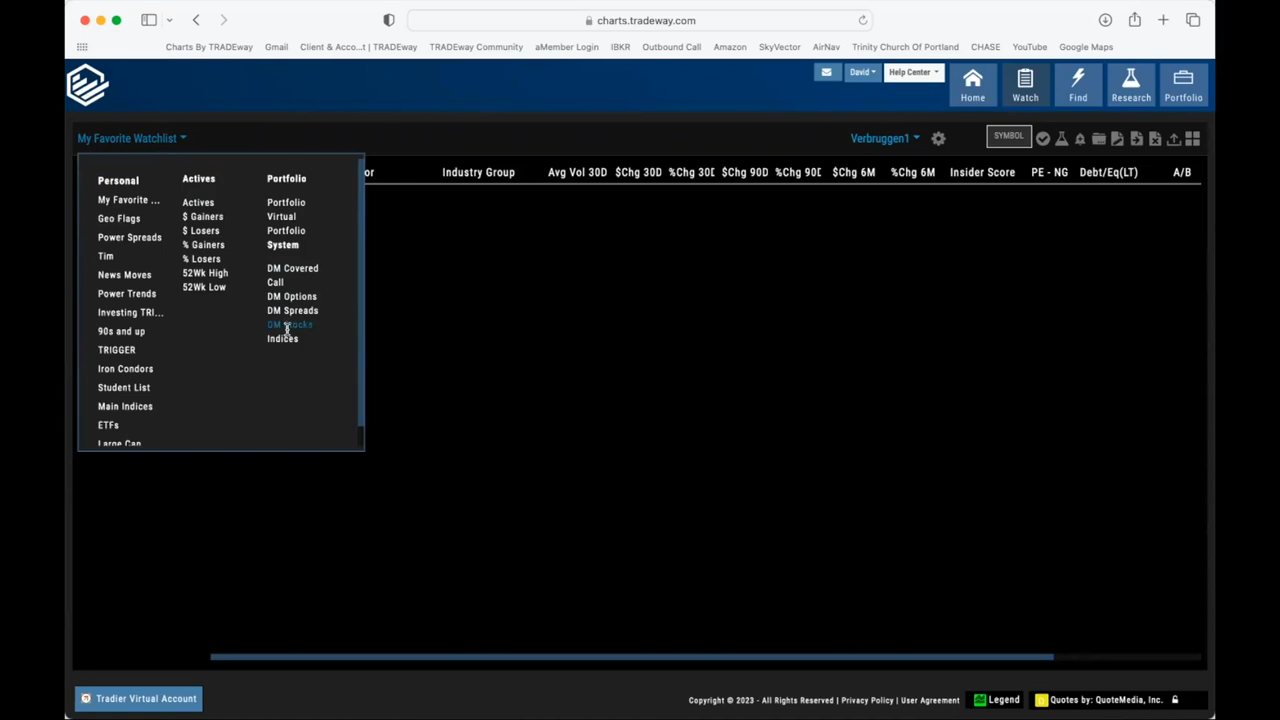 charts.tradeway.com
Charts By TRADEway Gmail Client & Acco...t | TRADEway TRADEway Community aMember Login IBKR Outbound Call Amazon SkyVector AirNav Trinity Church Of Portland CHASE YouTube Google Maps
David Help Center
Home Watch Find Research Portfolio
My Favorite Watchlist Verbruggen1 SYMBOL
or Industry Group Avg Vol 30D $Chg 30D %Chg 30D $Chg 90D %Chg 90D $Chg 6M %Chg 6M Insider Score PE - NG Debt/Eq(LT) A/B
Personal
My Favorite ...
Geo Flags
Power Spreads
Tim
News Moves
Power Trends
Investing TRI...
90s and up
TRIGGER
Iron Condors
Student List
Main Indices
ETFs
Large Cap
Actives
Actives
$ Gainers
$ Losers
% Gainers
% Losers
52Wk High
52Wk Low
Portfolio
Portfolio
Virtual
Portfolio
System
DM Covered
Call
DM Options
DM Spreads
DM Stocks
Indices
Tradier Virtual Account
Copyright © 2023 - All Rights Reserved | Privacy Policy | User Agreement Legend Quotes by: QuoteMedia, Inc.